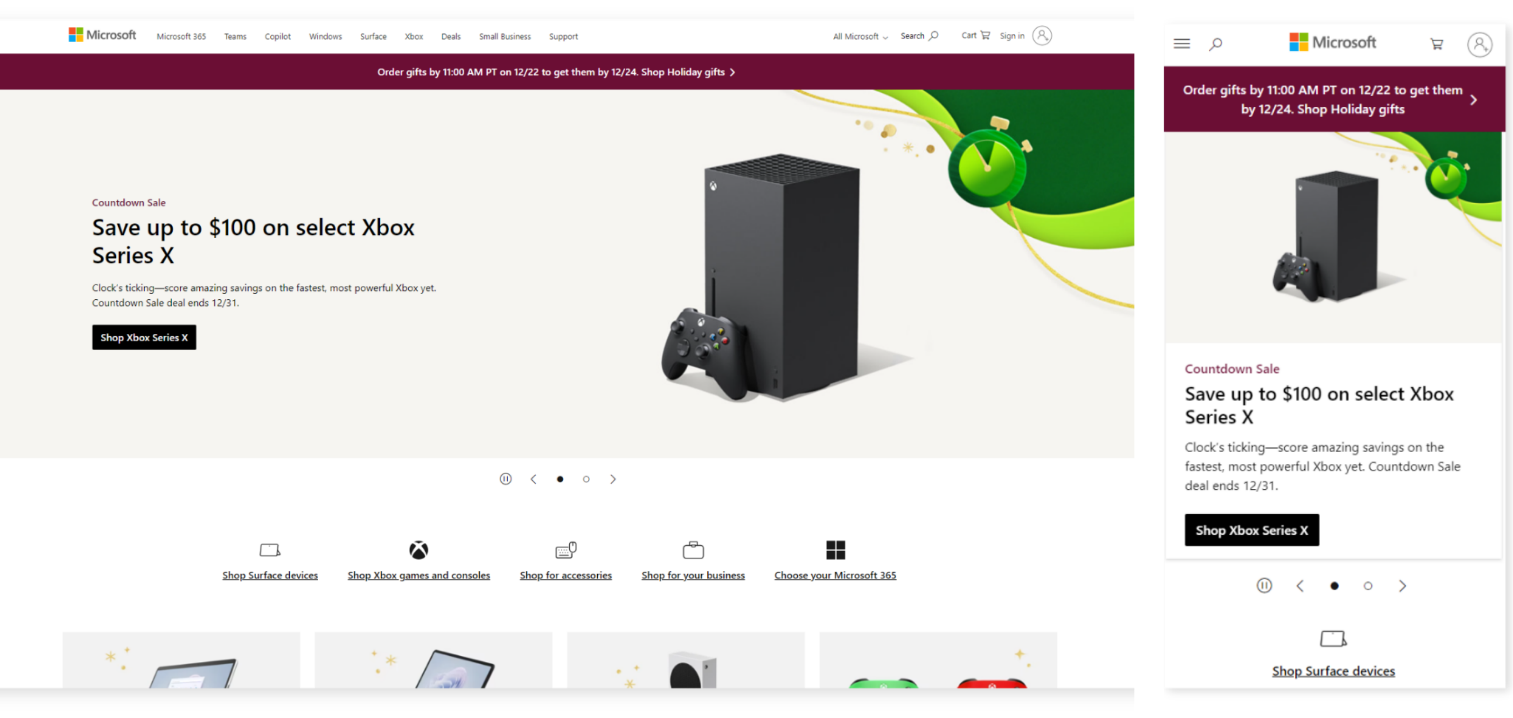 Microsoft Microsoft 365 Teams Copilot Windows Surface Xbox Deals Small Business Support All Microsoft Search Cart Sign in
Order gifts by 11:00 AM PT on 12/22 to get them by 12/24. Shop Holiday gifts
Countdown Sale
Save up to $100 on select Xbox
Series X
Clock's ticking—score amazing savings on the fastest, most powerful Xbox yet.
Countdown Sale deal ends 12/31.
Shop Xbox Series X
Shop Surface devices Shop Xbox games and consoles Shop for accessories Shop for your business Choose your Microsoft 365
Microsoft
Order gifts by 11:00 AM PT on 12/22 to get them
by 12/24. Shop Holiday gifts
Countdown Sale
Save up to $100 on select Xbox
Series X
Clock's ticking—score amazing savings on the
fastest, most powerful Xbox yet. Countdown Sale
deal ends 12/31.
Shop Xbox Series X
Shop Surface devices